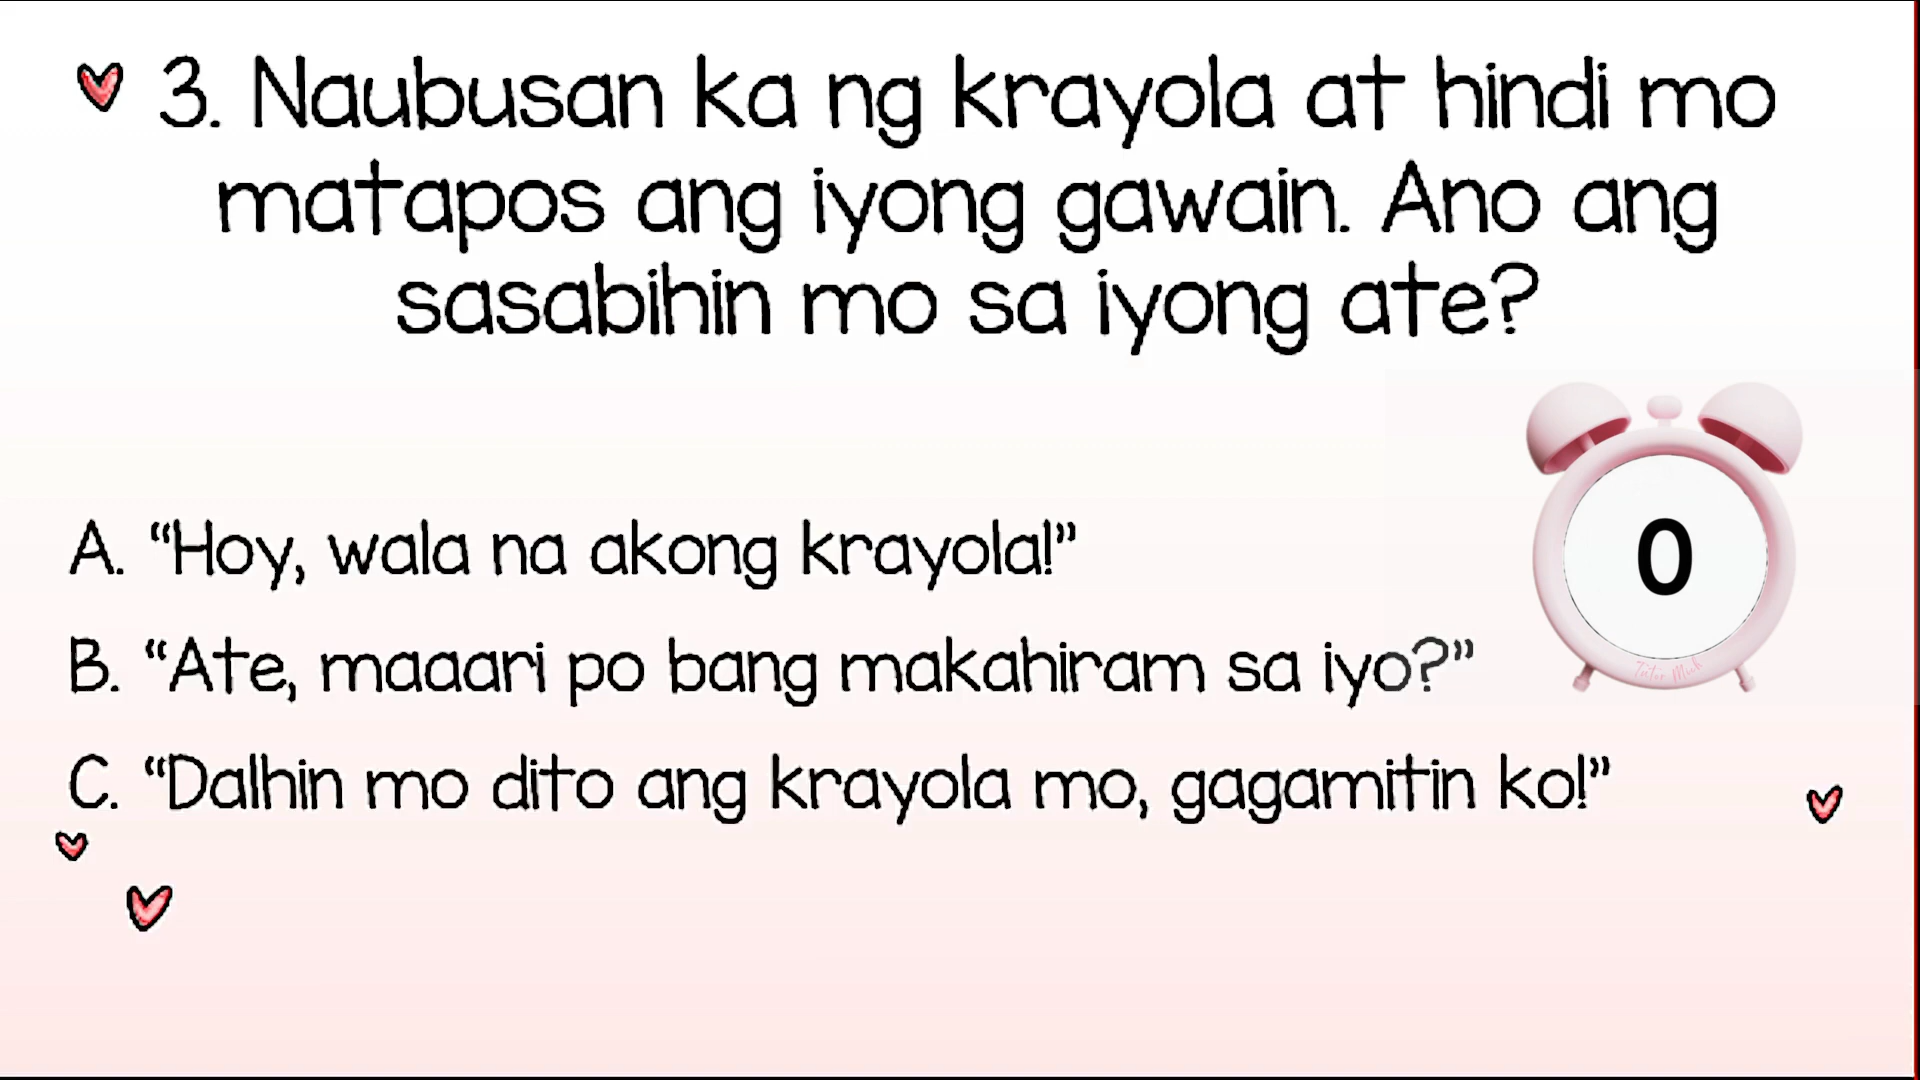 3. Naubusan ka ng krayola at hindi mo
matapos ang iyong gawain. Ano ang
sasabihin mo sa iyong ate?
0
Tutor Much
A. “Hoy, wala na akong krayola!”
B. “Ate, maaari po bang makahiram sa iyo?”
C. “Dalhin mo dito ang krayola mo, gagamitin ko!”